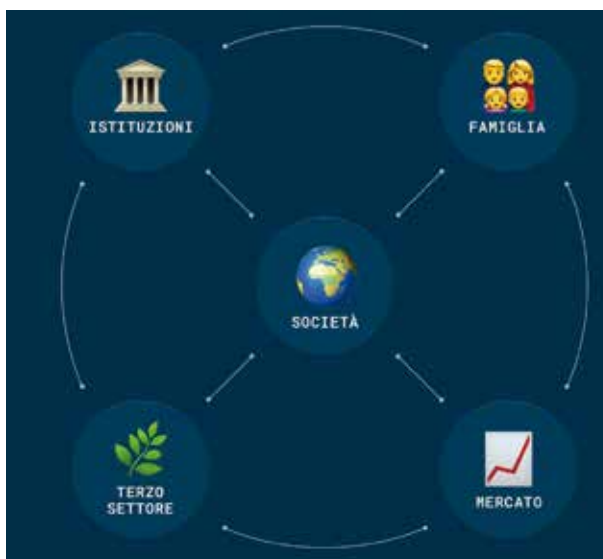 ISTITUZIONI
FAMIGLIA
SOCIETÀ
TERZO
SETTORE
MERCATO